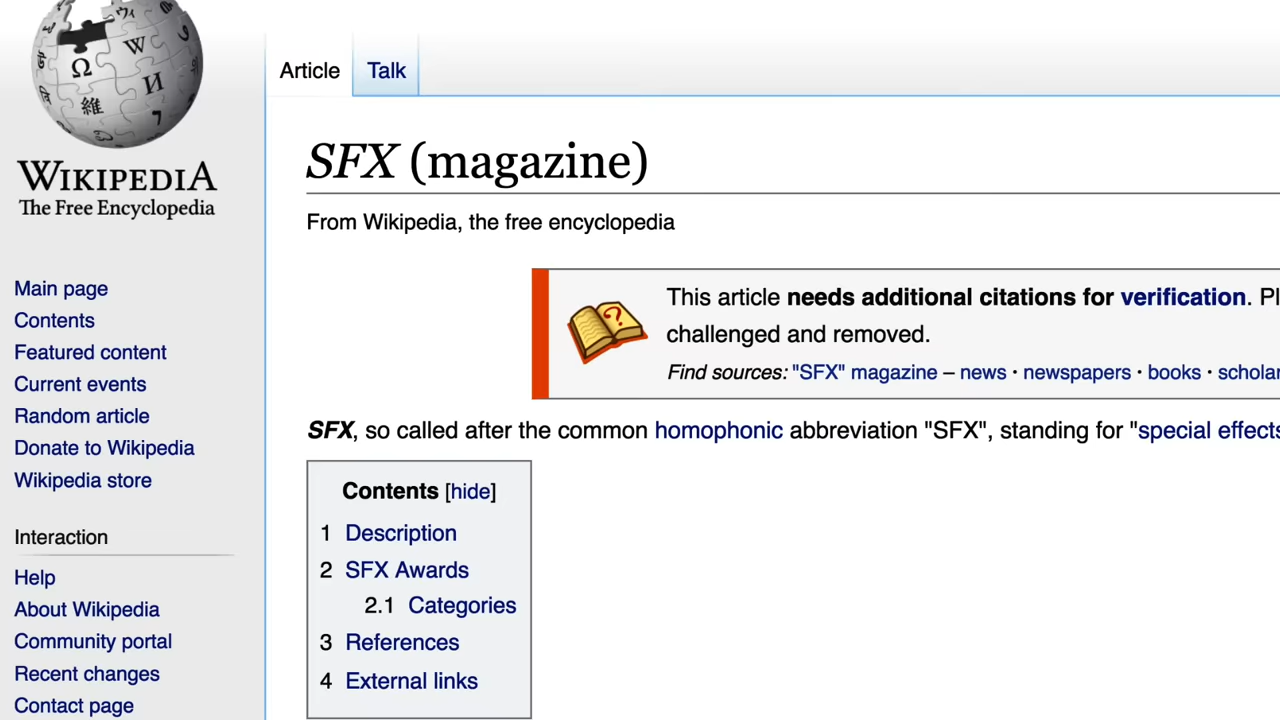 WIKIPEDIA
The Free Encyclopedia
Main page
Contents
Featured content
Current events
Random article
Donate to Wikipedia
Wikipedia store
Interaction
Help
About Wikipedia
Community portal
Recent changes
Contact page
Article
Talk
SFX (magazine)
From Wikipedia, the free encyclopedia
This article needs additional citations for verification. Pl
challenged and removed.
Find sources: "SFX" magazine – news · newspapers · books · scholar
SFX, so called after the common homophonic abbreviation "SFX", standing for "special effects
Contents [hide]
1 Description
2 SFX Awards
2.1 Categories
3 References
4 External links